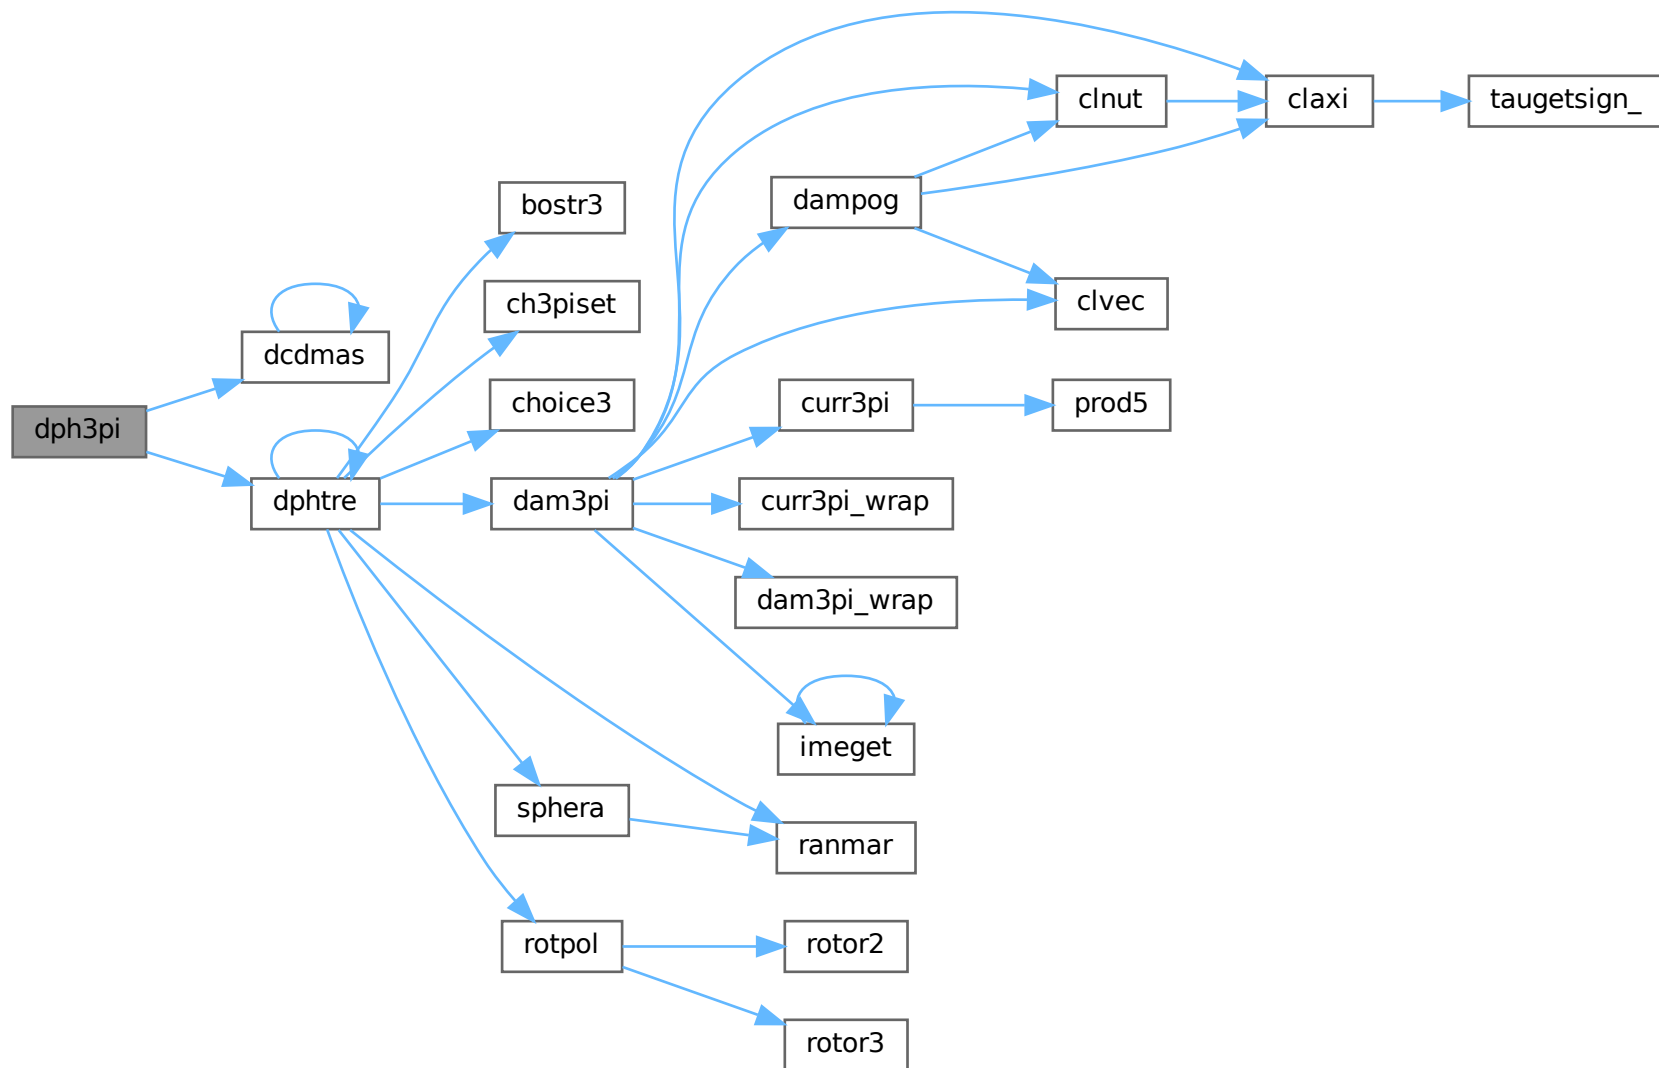 clnut
claxi
taugetsign_
bostr3
dampog
ch3piset
clvec
dcdmas
choice3
curr3pi
prod5
dph3pi
dphtre
dam3pi
curr3pi_wrap
dam3pi_wrap
imeget
sphera
ranmar
rotpol
rotor2
rotor3